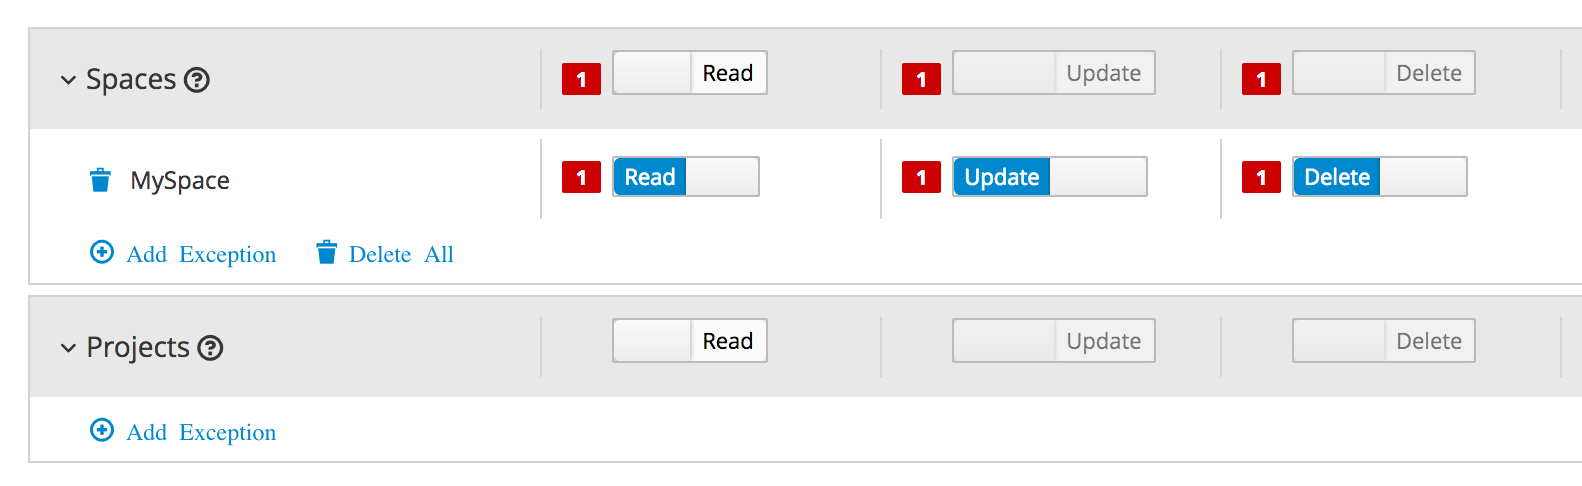 Spaces ? 1 Read 1 Update 1 Delete
MySpace 1 Read 1 Update 1 Delete
Add Exception Delete All
Projects ? Read Update Delete
Add Exception